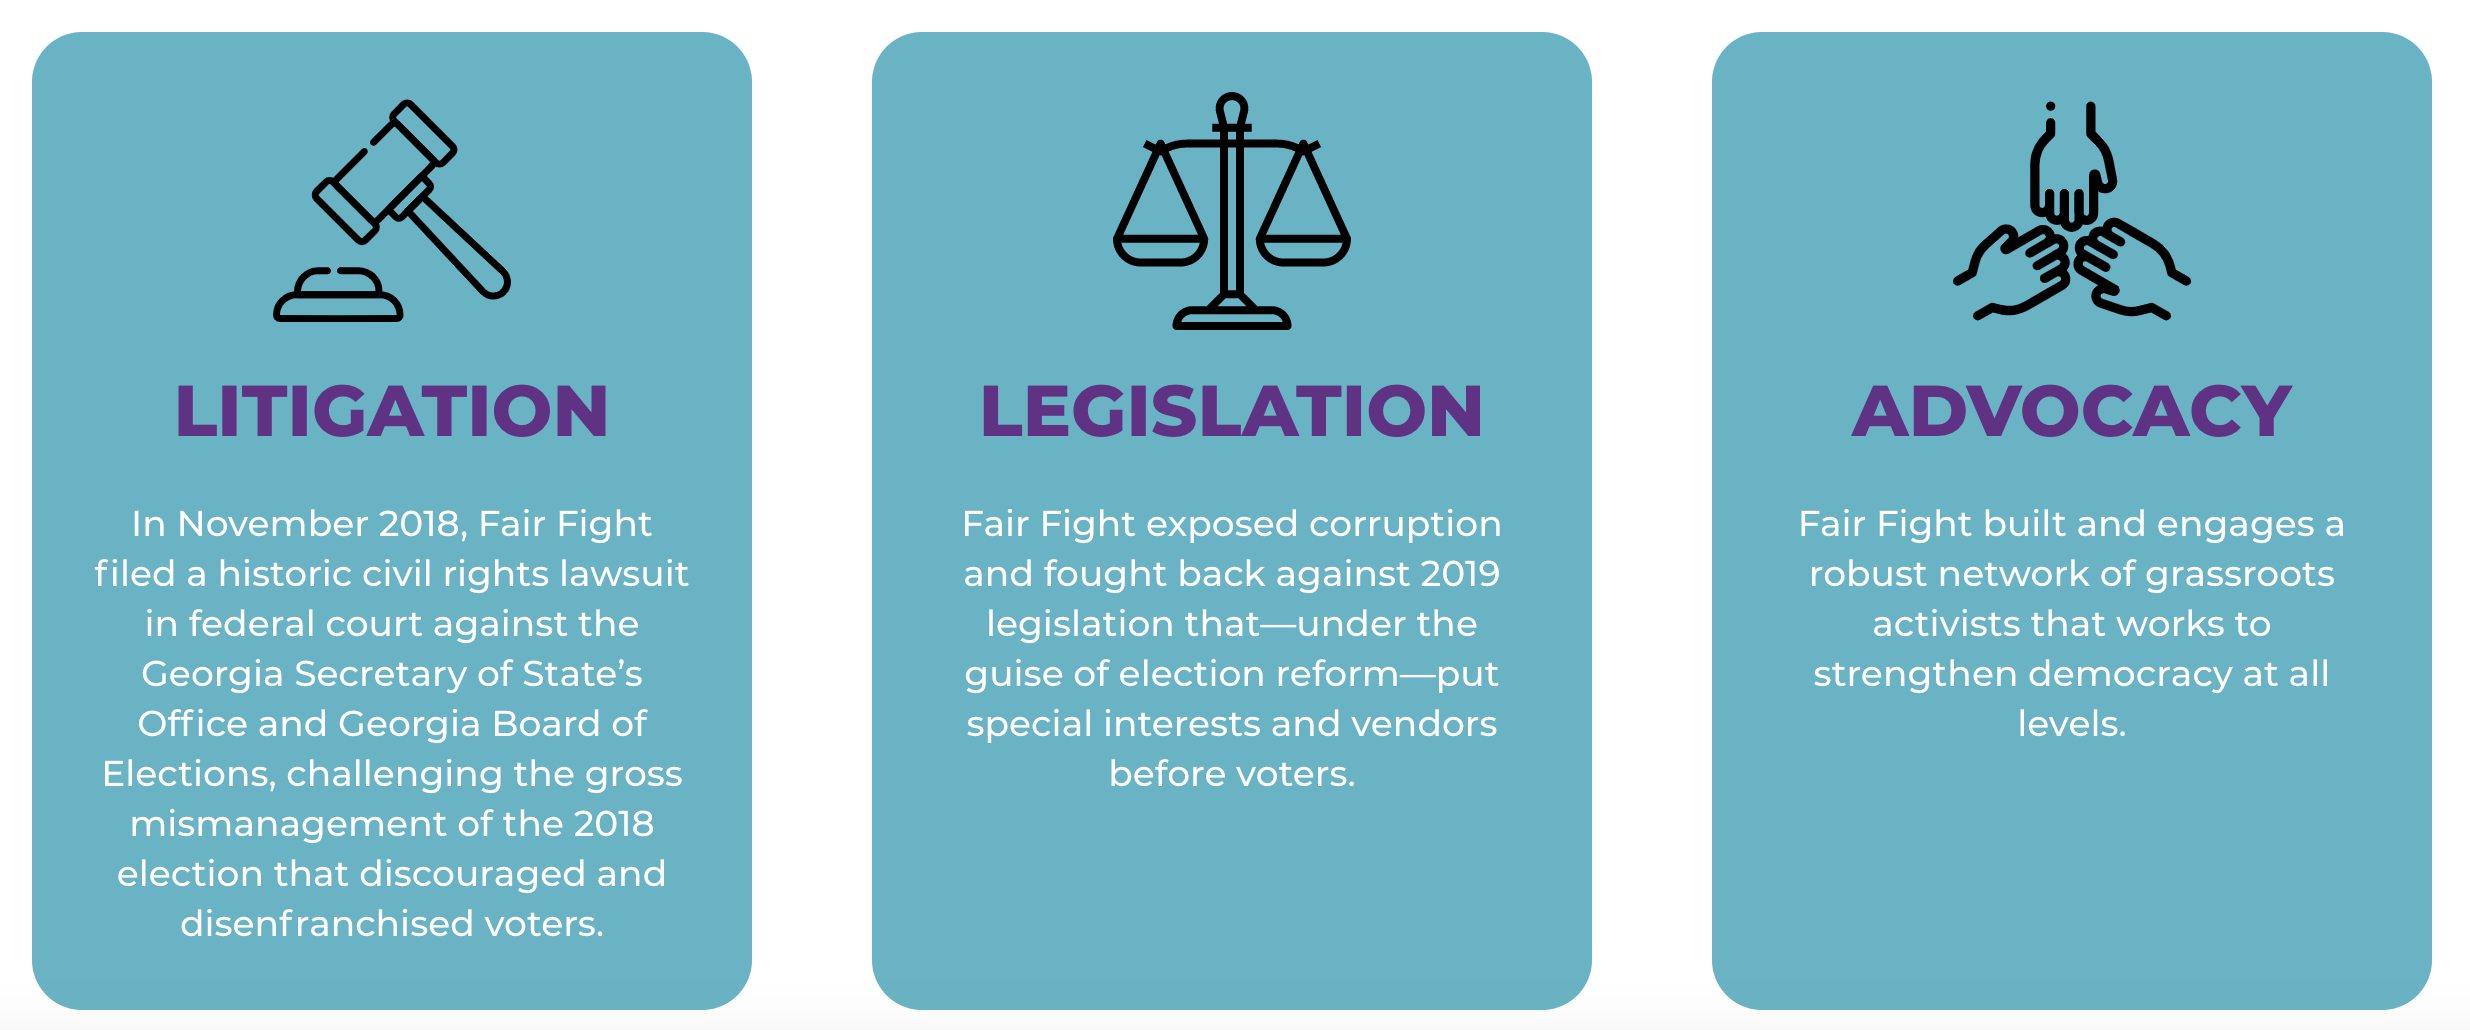 LITIGATION
In November 2018, Fair Fight
filed a historic civil rights lawsuit
in federal court against the
Georgia Secretary of State’s
Office and Georgia Board of
Elections, challenging the gross
mismanagement of the 2018
election that discouraged and
disenfranchised voters.
LEGISLATION
Fair Fight exposed corruption
and fought back against 2019
legislation that—under the
guise of election reform—put
special interests and vendors
before voters.
ADVOCACY
Fair Fight built and engages a
robust network of grassroots
activists that works to
strengthen democracy at all
levels.